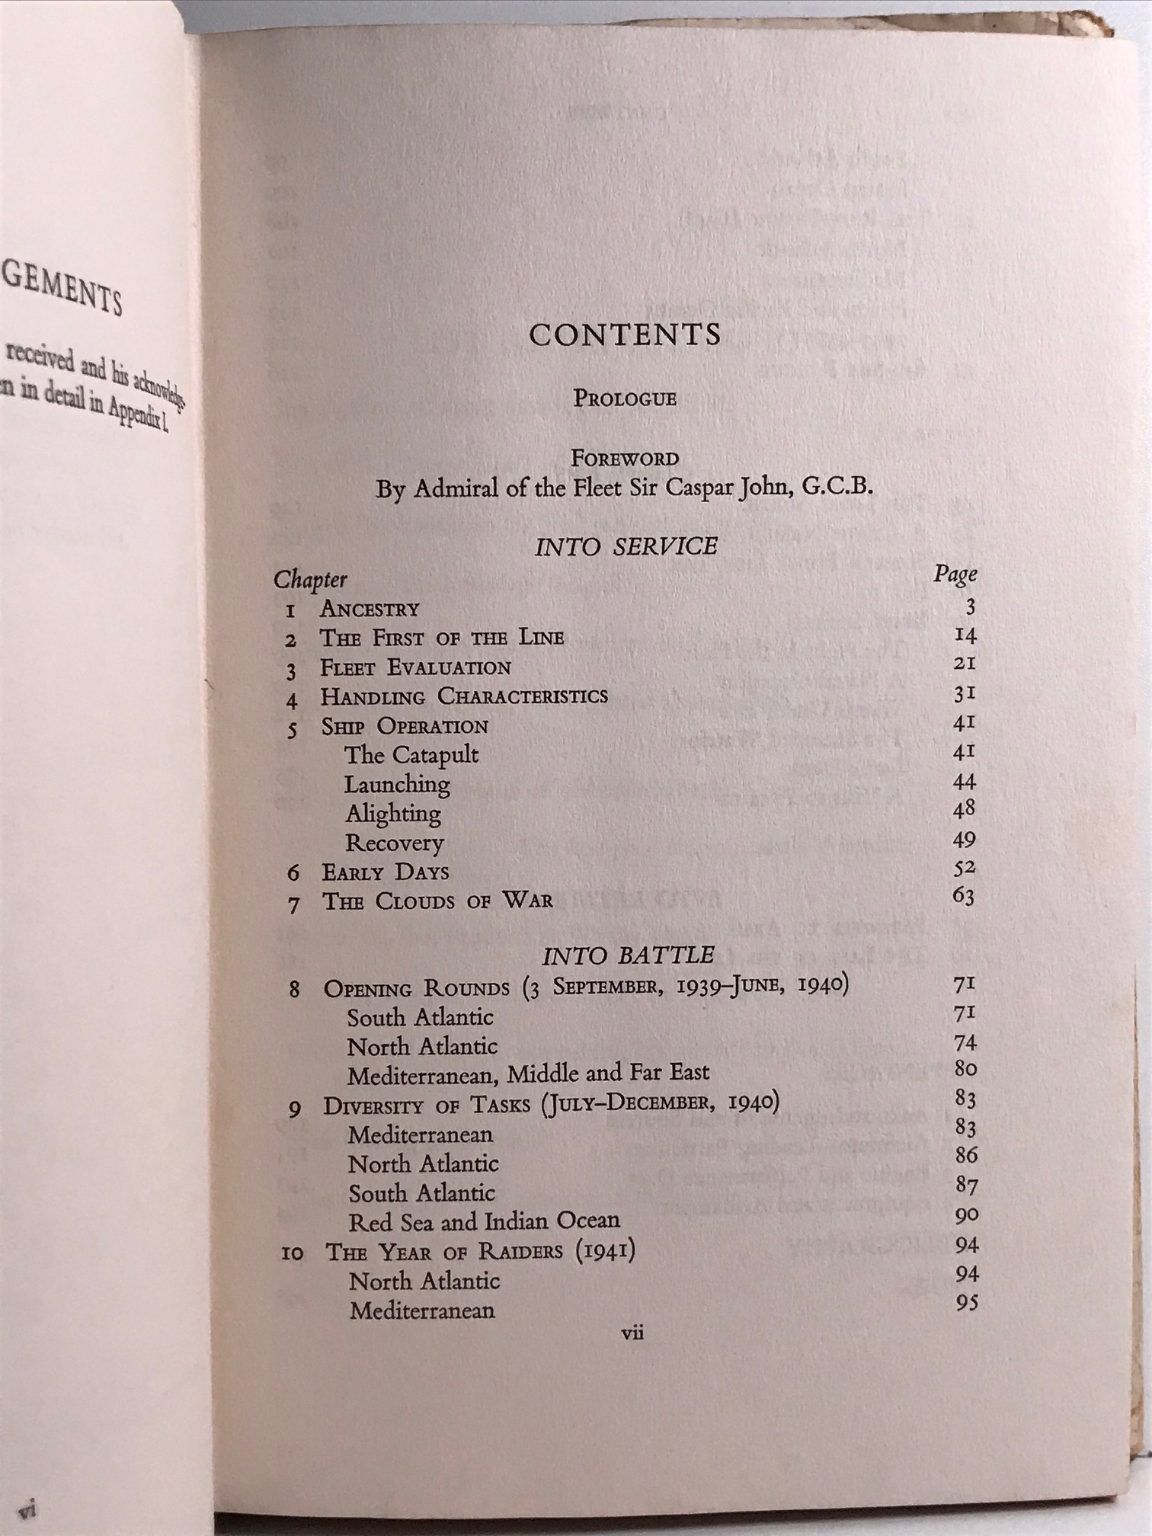 GEMENTS
received and his acknowledg-
en in detail in Appendix I.
vi
CONTENTS
PROLOGUE
FOREWORD
By Admiral of the Fleet Sir Caspar John, G.C.B.
INTO SERVICE
Chapter Page
1 ANCESTRY 3
2 THE FIRST OF THE LINE 14
3 FLEET EVALUATION 21
4 HANDLING CHARACTERISTICS 31
5 SHIP OPERATION 41
The Catapult 41
Launching 44
Alighting 48
Recovery 49
6 EARLY DAYS 52
7 THE CLOUDS OF WAR 63
INTO BATTLE
8 OPENING ROUNDS (3 SEPTEMBER, 1939–JUNE, 1940) 71
South Atlantic 71
North Atlantic 74
Mediterranean, Middle and Far East 80
9 DIVERSITY OF TASKS (JULY–DECEMBER, 1940) 83
Mediterranean 83
North Atlantic 86
South Atlantic 87
Red Sea and Indian Ocean 90
10 THE YEAR OF RAIDERS (1941) 94
North Atlantic 94
Mediterranean 95
vii